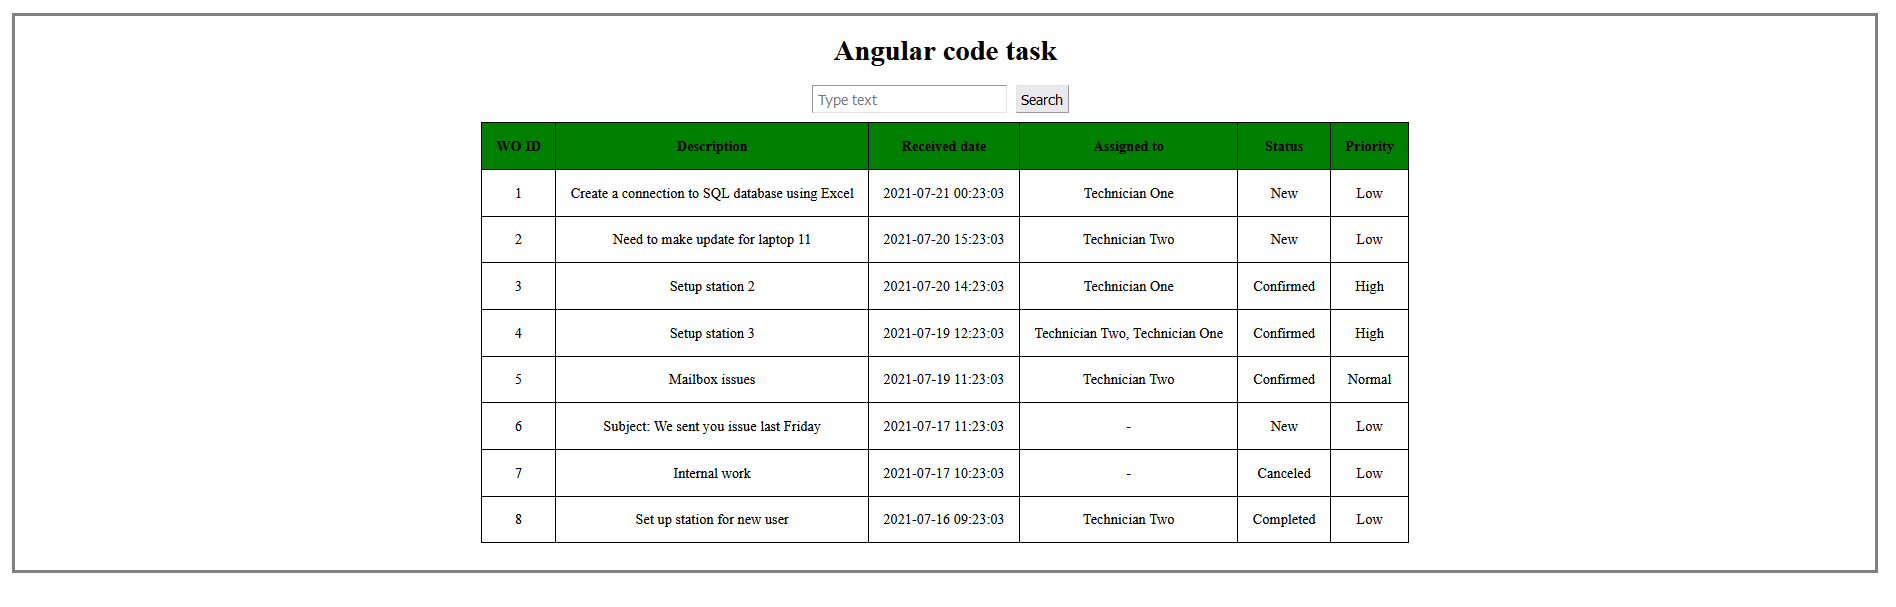 Angular code task
Type text Search
WO ID Description Received date Assigned to Status Priority
1 Create a connection to SQL database using Excel 2021-07-21 00:23:03 Technician One New Low
2 Need to make update for laptop 11 2021-07-20 15:23:03 Technician Two New Low
3 Setup station 2 2021-07-20 14:23:03 Technician One Confirmed High
4 Setup station 3 2021-07-19 12:23:03 Technician Two, Technician One Confirmed High
5 Mailbox issues 2021-07-19 11:23:03 Technician Two Confirmed Normal
6 Subject: We sent you issue last Friday 2021-07-17 11:23:03 - New Low
7 Internal work 2021-07-17 10:23:03 - Canceled Low
8 Set up station for new user 2021-07-16 09:23:03 Technician Two Completed Low